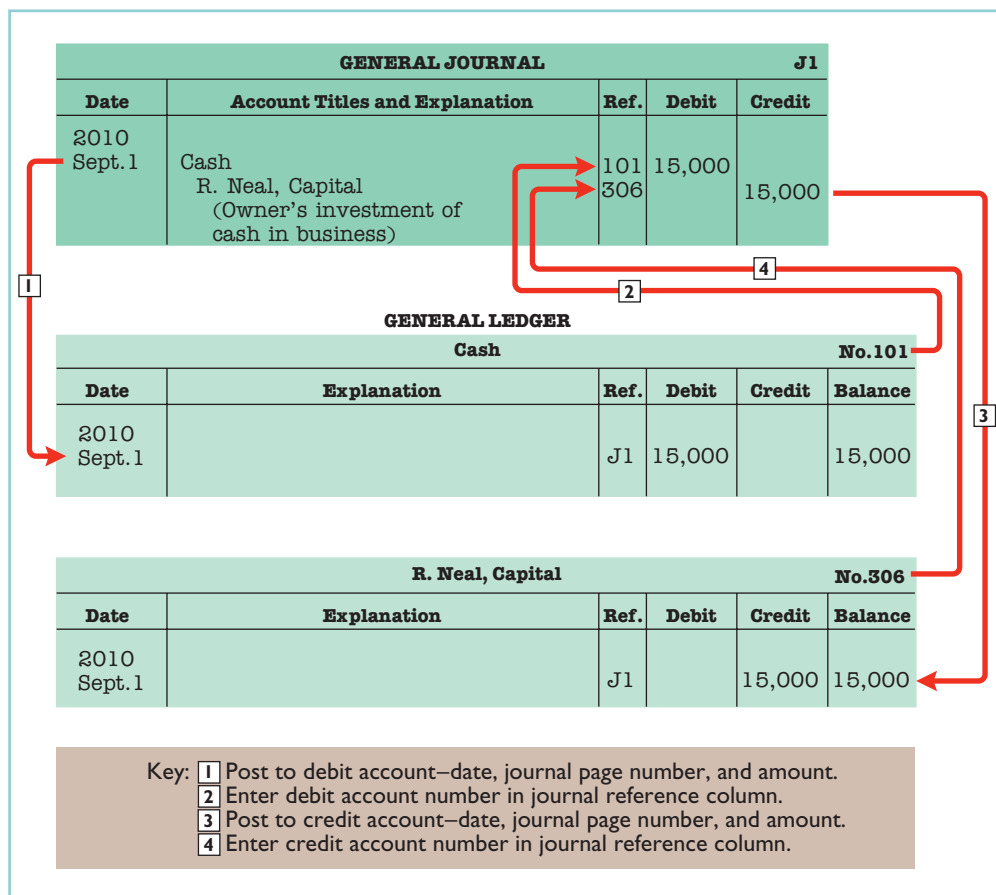 GENERAL JOURNAL J1
Date Account Titles and Explanation Ref. Debit Credit
2010
Sept.1 Cash 101 15,000
R. Neal, Capital 306 15,000
(Owner's investment of
cash in business)
1
4
2
GENERAL LEDGER
Cash No.101
Date Explanation Ref. Debit Credit Balance
3
2010
Sept.1 J1 15,000 15,000
R. Neal, Capital No.306
Date Explanation Ref. Debit Credit Balance
2010
Sept.1 J1 15,000 15,000
Key: 1 Post to debit account–date, journal page number, and amount.
2 Enter debit account number in journal reference column.
3 Post to credit account–date, journal page number, and amount.
4 Enter credit account number in journal reference column.